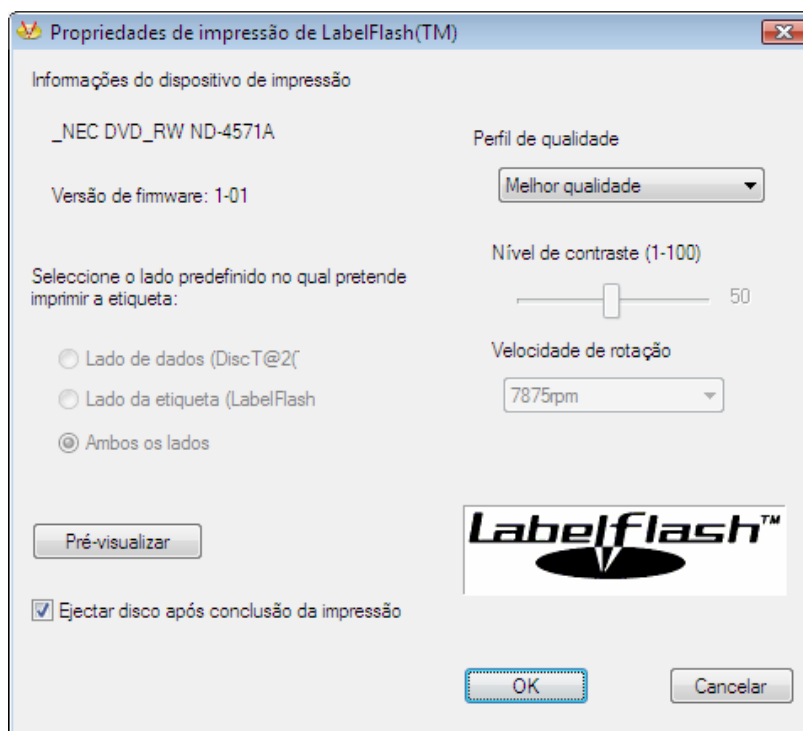 Propriedades de impressão de LabelFlash(TM)
Informações do dispositivo de impressão
_NEC DVD_RW ND-4571A
Versão de firmware: 1-01
Seleccione o lado predefinido no qual pretende
imprimir a etiqueta:
Lado de dados (DiscT@2(
Lado da etiqueta (LabelFlash
Ambos os lados
Pré-visualizar
Ejectar disco após conclusão da impressão
Perfil de qualidade
Melhor qualidade
Nível de contraste (1-100)
50
Velocidade de rotação
7875rpm
Labelflash™
OK
Cancelar